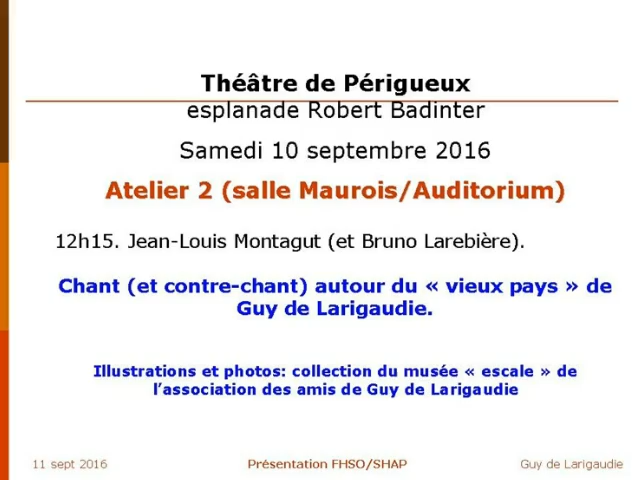 Théâtre de Périgueux
esplanade Robert Badinter
Samedi 10 septembre 2016
Atelier 2 (salle Maurois/Auditorium)
12h15. Jean-Louis Montagut (et Bruno Larebière).
Chant (et contre-chant) autour du « vieux pays » de
Guy de Larigaudie.
Illustrations et photos: collection du musée « escale » de
l’association des amis de Guy de Larigaudie
11 sept 2016
Présentation FHSO/SHAP
Guy de Larigaudie